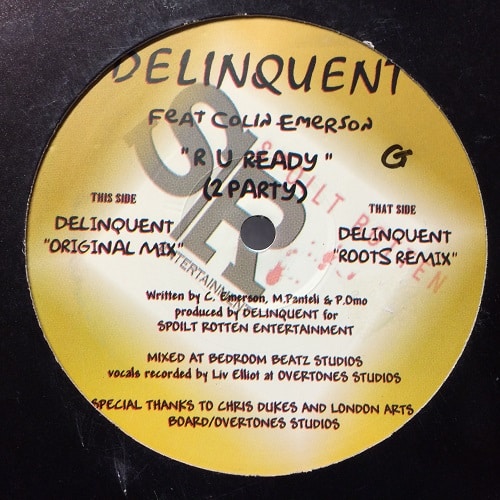 DELINQUENT
FEAT COLIN EMERSON
"R U READY"
(2 PARTY)
G
THIS SIDE
DELINQUENT
"ORIGINAL MIX"
THAT SIDE
DELINQUENT
"ROOTS REMIX"
SR
SPOILT ROTTEN
ENTERTAINMENT
Written by C. Emerson, M.Panteli & P.Omo
produced by DELINQUENT for
SPOILT ROTTEN ENTERTAINMENT
MIXED AT BEDROOM BEATZ STUDIOS
vocals recorded by Liv Elliot at OVERTONES STUDIOS
SPECIAL THANKS TO CHRIS DUKES AND LONDON ARTS
BOARD/OVERTONES STUDIOS